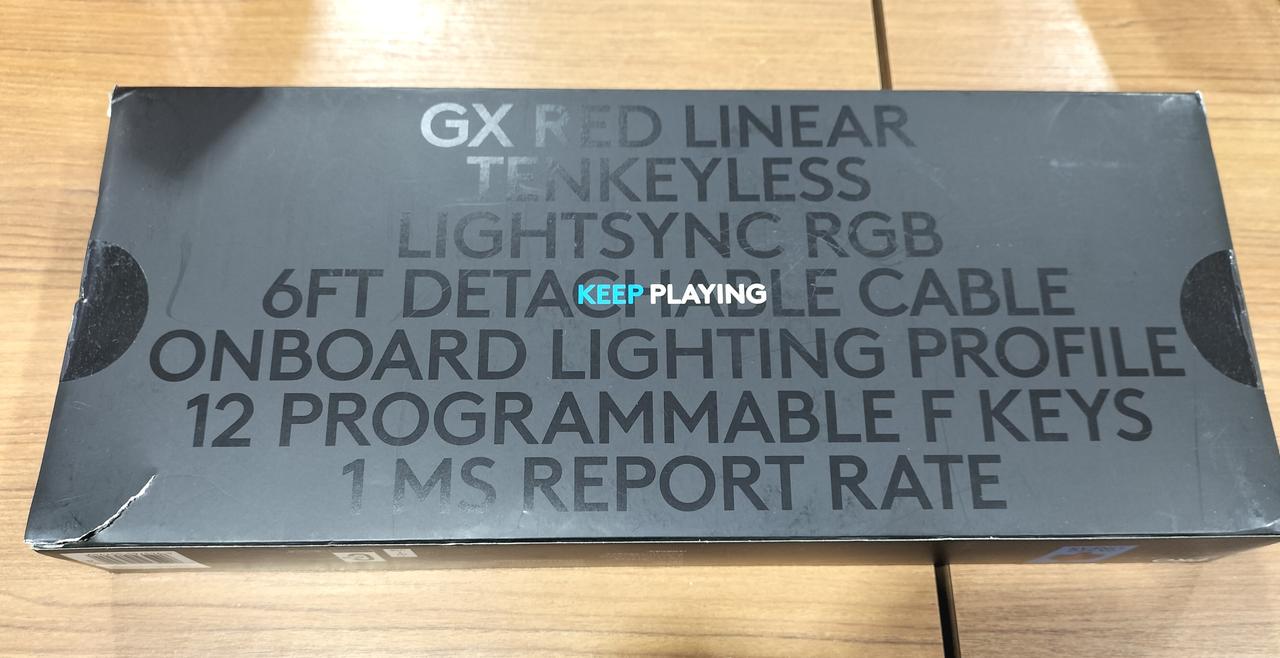 GX RED LINEAR
TENKEYLESS
LIGHTSYNC RGB
6FT DETACHABLE CABLE
KEEP PLAYING
ONBOARD LIGHTING PROFILE
12 PROGRAMMABLE F KEYS
1 MS REPORT RATE